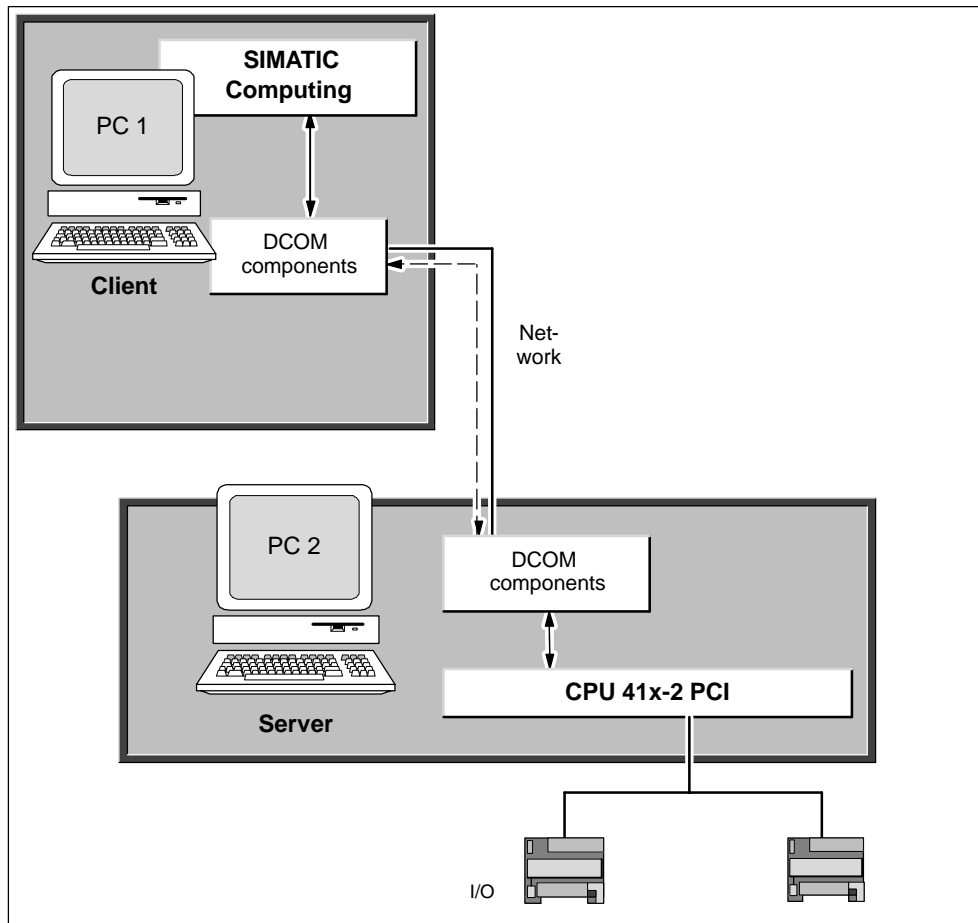 SIMATIC
Computing
PC 1
DCOM
components
Client
Net-
work
PC 2
DCOM
components
CPU 41x-2 PCI
Server
I/O